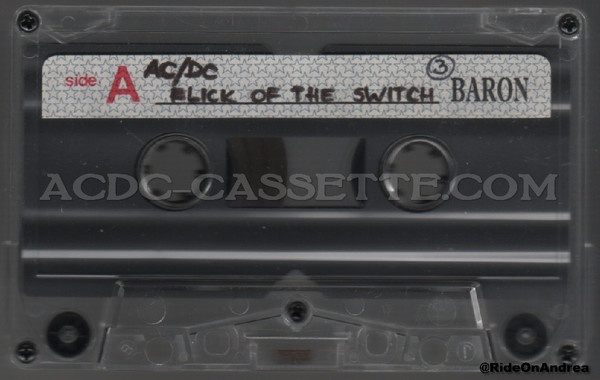 side A AC/DC ③
FLICK OF THE SWITCH BARON
ACDC-CASSETTE.COM
@RideOnAndrea